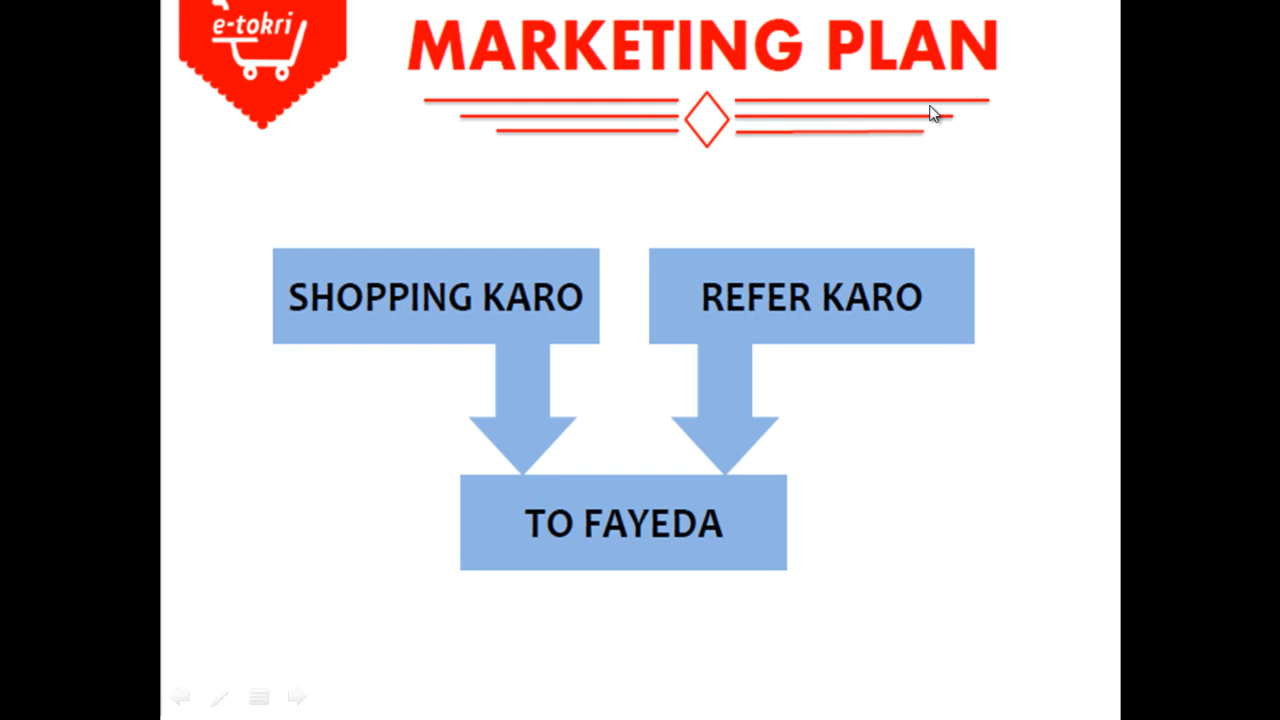 e-tokri
MARKETING PLAN
SHOPPING KARO
REFER KARO
TO FAYEDA